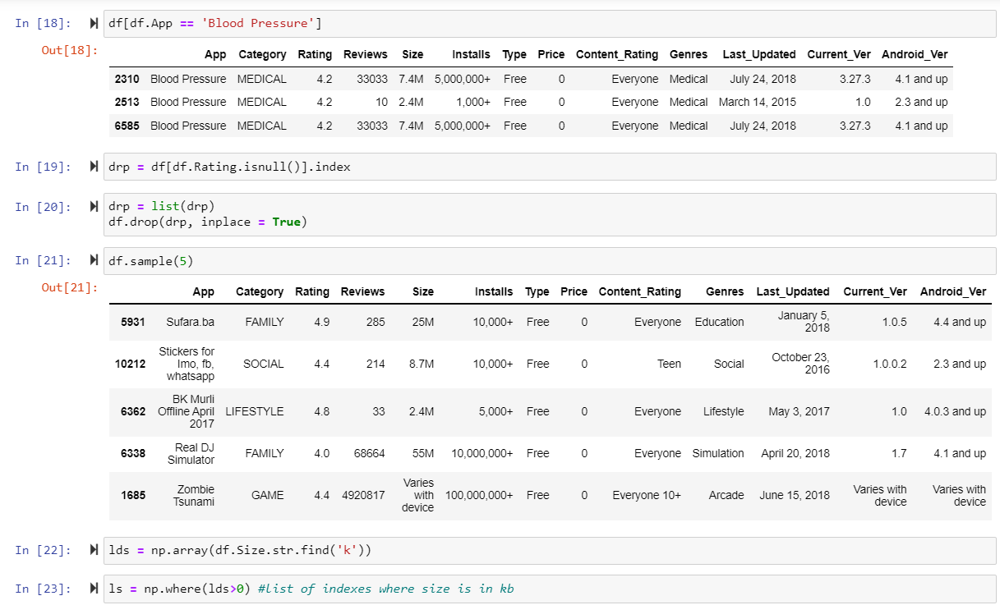 In [18]: df[df.App == 'Blood Pressure']
Out[18]:
App Category Rating Reviews Size Installs Type Price Content_Rating Genres Last_Updated Current_Ver Android_Ver
2310 Blood Pressure MEDICAL 4.2 33033 7.4M 5,000,000+ Free 0 Everyone Medical July 24, 2018 3.27.3 4.1 and up
2513 Blood Pressure MEDICAL 4.2 10 2.4M 1,000+ Free 0 Everyone Medical March 14, 2015 1.0 2.3 and up
6585 Blood Pressure MEDICAL 4.2 33033 7.4M 5,000,000+ Free 0 Everyone Medical July 24, 2018 3.27.3 4.1 and up
In [19]: drp = df[df.Rating.isnull()].index
In [20]: drp = list(drp)
df.drop(drp, inplace = True)
In [21]: df.sample(5)
Out[21]:
App Category Rating Reviews Size Installs Type Price Content_Rating Genres Last_Updated Current_Ver Android_Ver
5931 Sufara.ba FAMILY 4.9 285 25M 10,000+ Free 0 Everyone Education January 5,
2018 1.0.5 4.4 and up
Stickers for
10212 Imo, fb, SOCIAL 4.4 214 8.7M 10,000+ Free 0 Teen Social October 23,
2016 1.0.0.2 2.3 and up
whatsapp
BK Murli
6362 Offline April LIFESTYLE 4.8 33 2.4M 5,000+ Free 0 Everyone Lifestyle May 3, 2017 1.0 4.0.3 and up
2017
6338 Real DJ
Simulator FAMILY 4.0 68664 55M 10,000,000+ Free 0 Everyone Simulation April 20, 2018 1.7 4.1 and up
1685 Zombie
Tsunami GAME 4.4 4920817 Varies
with
device 100,000,000+ Free 0 Everyone 10+ Arcade June 15, 2018 Varies with
device Varies with
device
In [22]: lds = np.array(df.Size.str.find('k'))
In [23]: ls = np.where(lds>0) #list of indexes where size is in kb